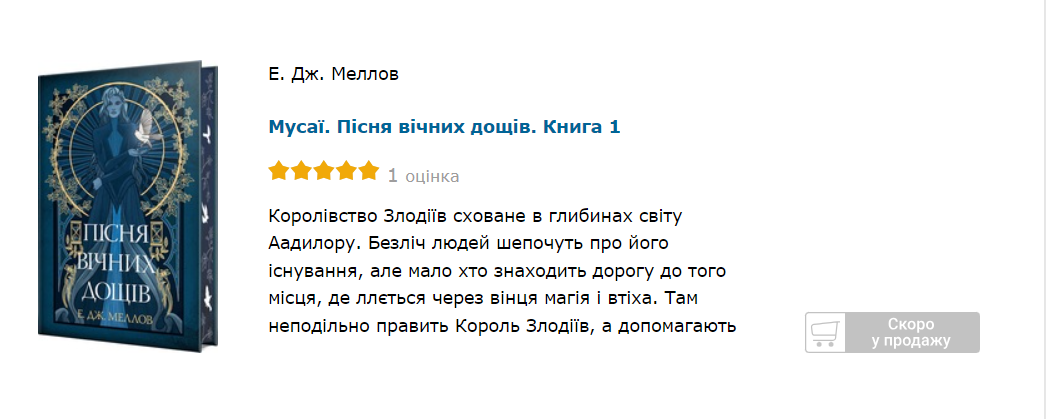 Е. Дж. Меллов
Мусаї. Пісня вічних дощів. Книга 1
1 оцінка
Королівство Злодіїв сховане в глибинах світу
Аадилору. Безліч людей шепочуть про його
існування, але мало хто знаходить дорогу до того
місця, де ллється через вінця магія і втіха. Там
неподільно править Король Злодіїв, а допомагають
ПІСНЯ
ВІЧНИХ
ДОЩІВ
Е. ДЖ. МЕЛЛОВ
Скоро
у продажу